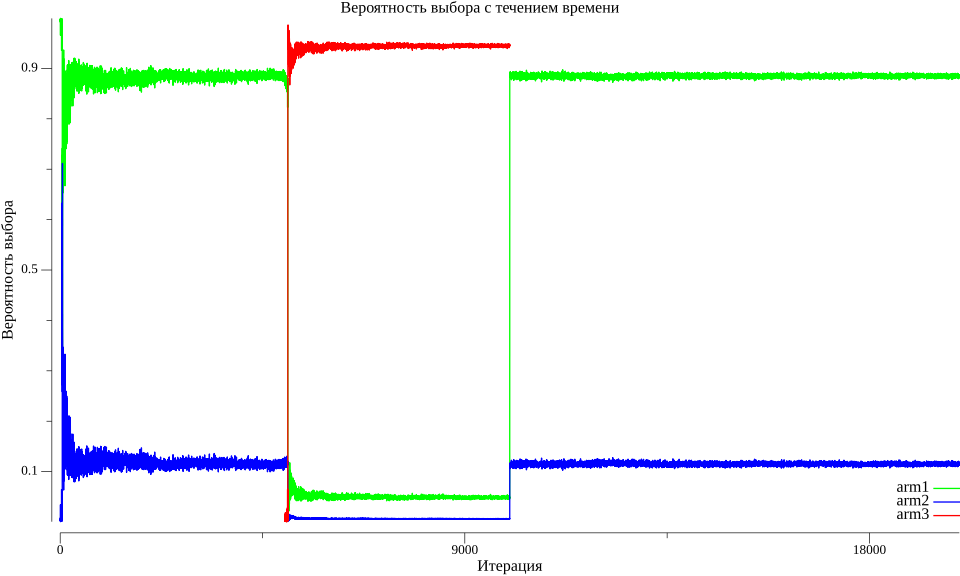 Вероятность выбора с течением времени
Вероятность выбора
0.9
0.5
0.1
0
9000
18000
Итерация
arm1
arm2
arm3